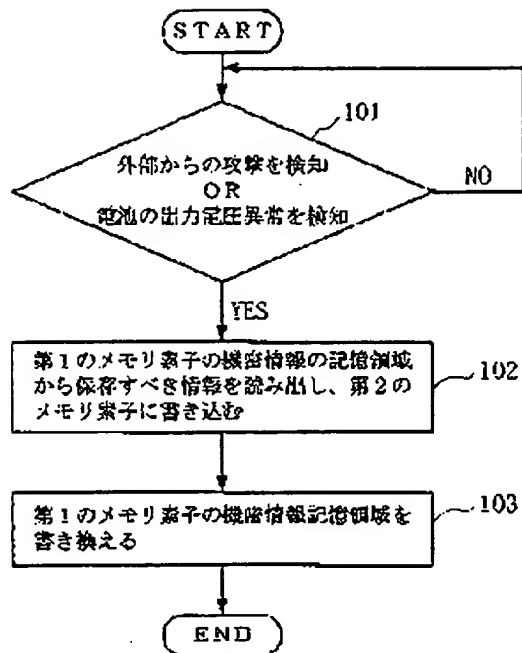 START
101
外部からの攻撃を検知
OR
電池の出力電圧異常を検知
NO
YES
第1のメモリ素子の機密情報の記憶領域
から保存すべき情報を読み出し、第2の
メモリ素子に書き込む
102
第1のメモリ素子の機密情報記憶領域を
書き換える
103
END